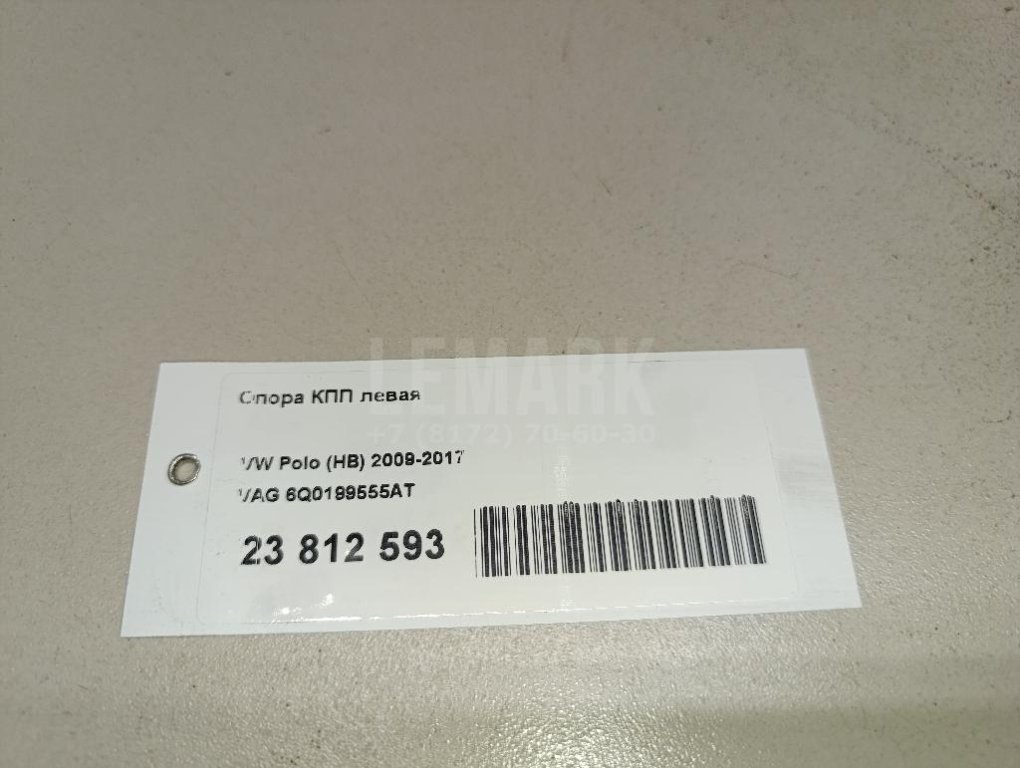 LEMARK
+7 (8172) 70-60-30
Опора КПП левая
VW Polo (HB) 2009-2017
VAG 6Q0199555AT
23 812 593